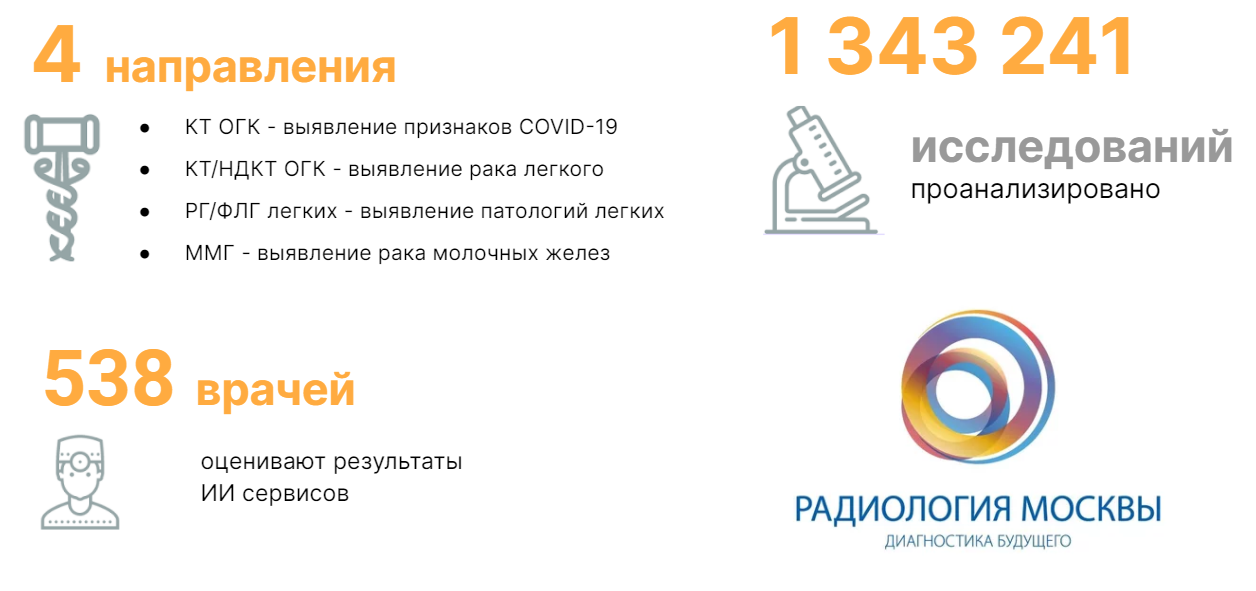 4 направления
● КТ ОГК - выявление признаков COVID-19
● КТ/НДКТ ОГК - выявление рака легкого
● РГ/ФЛГ легких - выявление патологий легких
● ММГ - выявление рака молочных желез
1 343 241
исследований
проанализировано
538 врачей
оценивают результаты
ИИ сервисов
РАДИОЛОГИЯ МОСКВЫ
ДИАГНОСТИКА БУДУЩЕГО